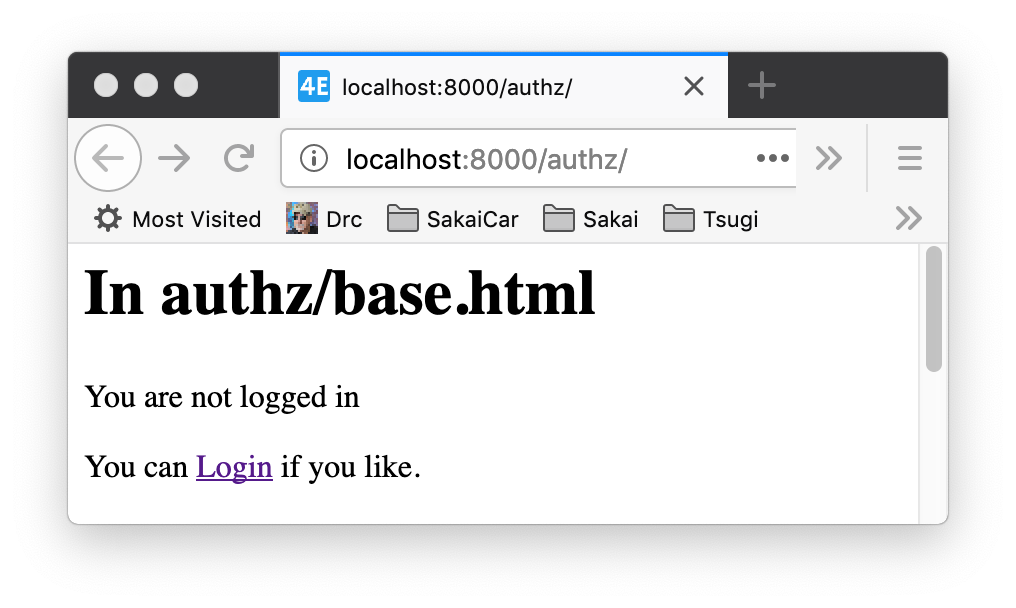 4E localhost:8000/authz/
localhost:8000/authz/
Most Visited Drc SakaiCar Sakai Tsugi
In authz/base.html
You are not logged in
You can Login if you like.